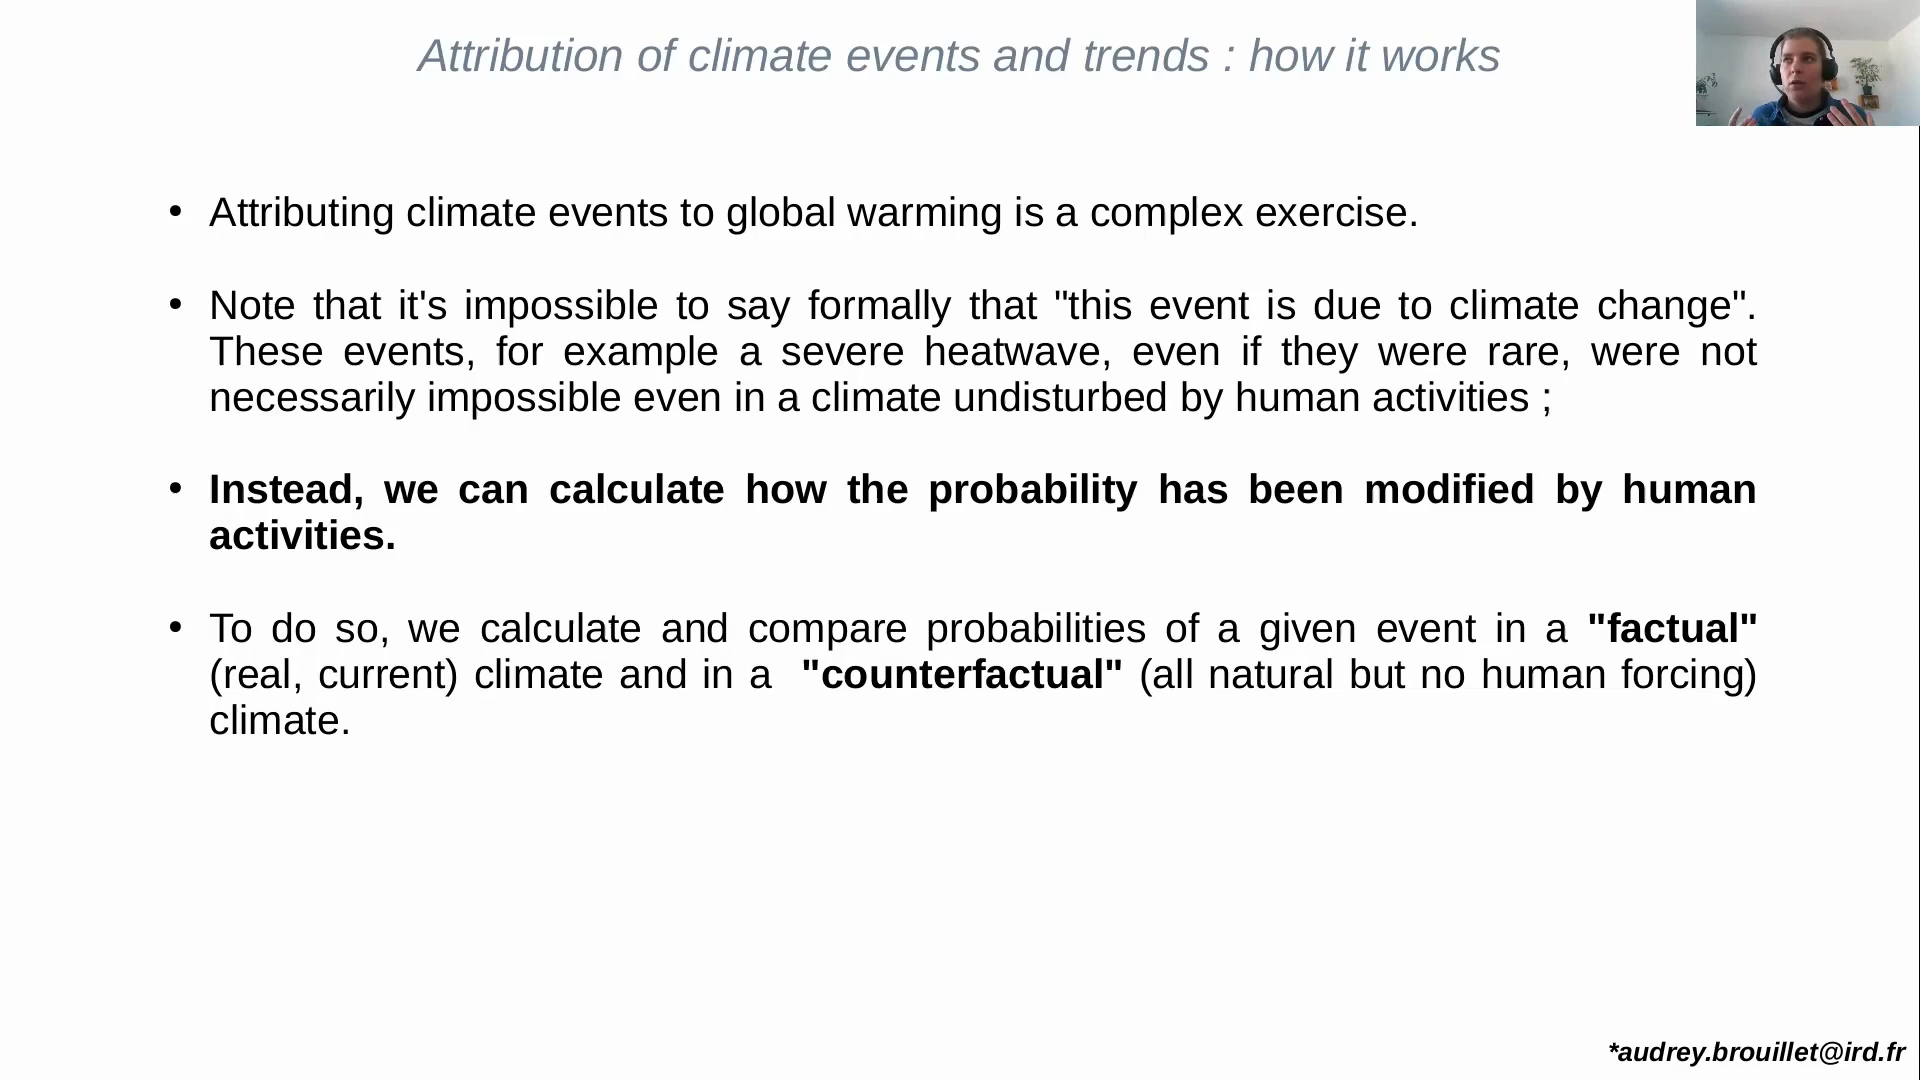 Attribution of climate events and trends : how it works
• Attributing climate events to global warming is a complex exercise.
• Note that it's impossible to say formally that "this event is due to climate change".
These events, for example a severe heatwave, even if they were rare, were not
necessarily impossible even in a climate undisturbed by human activities ;
• Instead, we can calculate how the probability has been modified by human
activities.
• To do so, we calculate and compare probabilities of a given event in a "factual"
(real, current) climate and in a "counterfactual" (all natural but no human forcing)
climate.
*audrey.brouillet@ird.fr